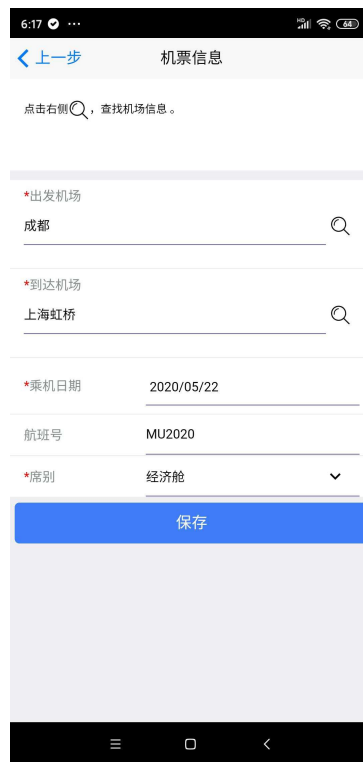 6:17 ···
HD 64
上一步 机票信息
点击右侧，查找机场信息。
*出发机场
成都
*到达机场
上海虹桥
*乘机日期 2020/05/22
航班号 MU2020
*席别 经济舱
保存